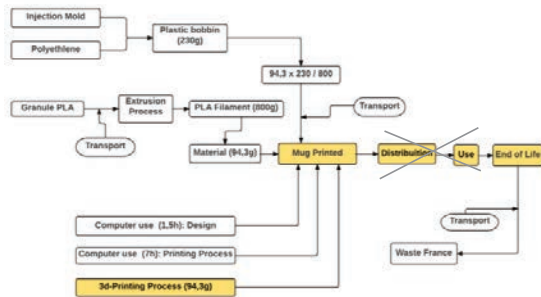 Injection Mold
Polyethlene
Plastic bobbin
(230g)
94,3 x 230 / 800
Granule PLA
Extrusion
Process
PLA Filament (800g)
Transport
Transport
Material (94,3g)
Mug Printed
Distribuition
Use
End of Life
Computer use (1,5h): Design
Transport
Computer use (7h): Printing Process
Waste France
3d-Printing Process (94,3g)